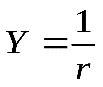 Y = 1/r